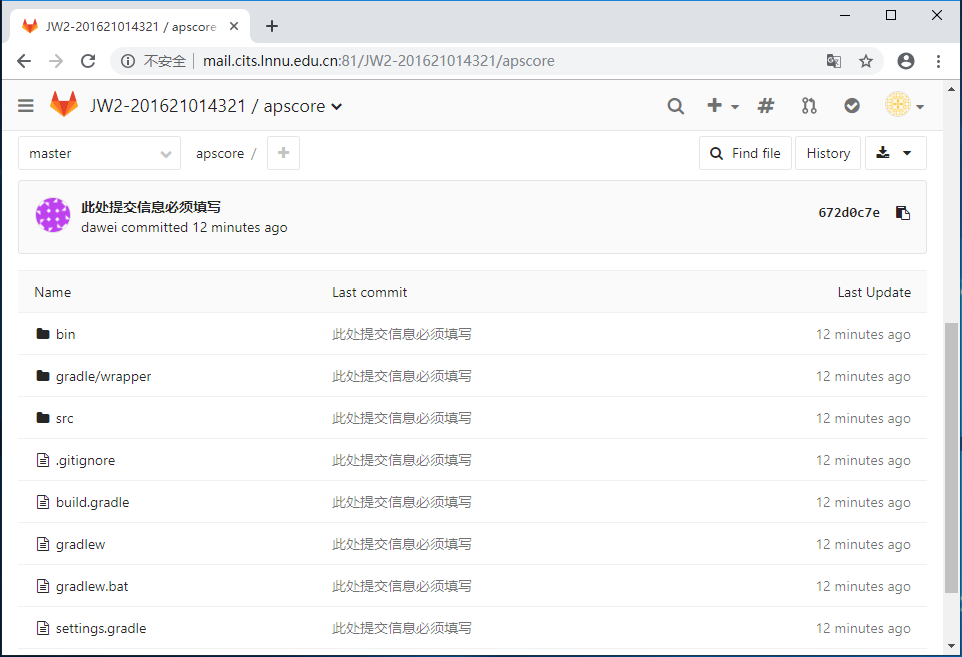 JW2-201621014321 / apscore
不安全 mail.cits.lnnu.edu.cn:81/JW2-201621014321/apscore
JW2-201621014321 / apscore
master apscore / Find file History
此处提交信息必须填写
dawei committed 12 minutes ago
672d0c7e
Name Last commit Last Update
bin 此处提交信息必须填写 12 minutes ago
gradle/wrapper 此处提交信息必须填写 12 minutes ago
src 此处提交信息必须填写 12 minutes ago
.gitignore 此处提交信息必须填写 12 minutes ago
build.gradle 此处提交信息必须填写 12 minutes ago
gradlew 此处提交信息必须填写 12 minutes ago
gradlew.bat 此处提交信息必须填写 12 minutes ago
settings.gradle 此处提交信息必须填写 12 minutes ago